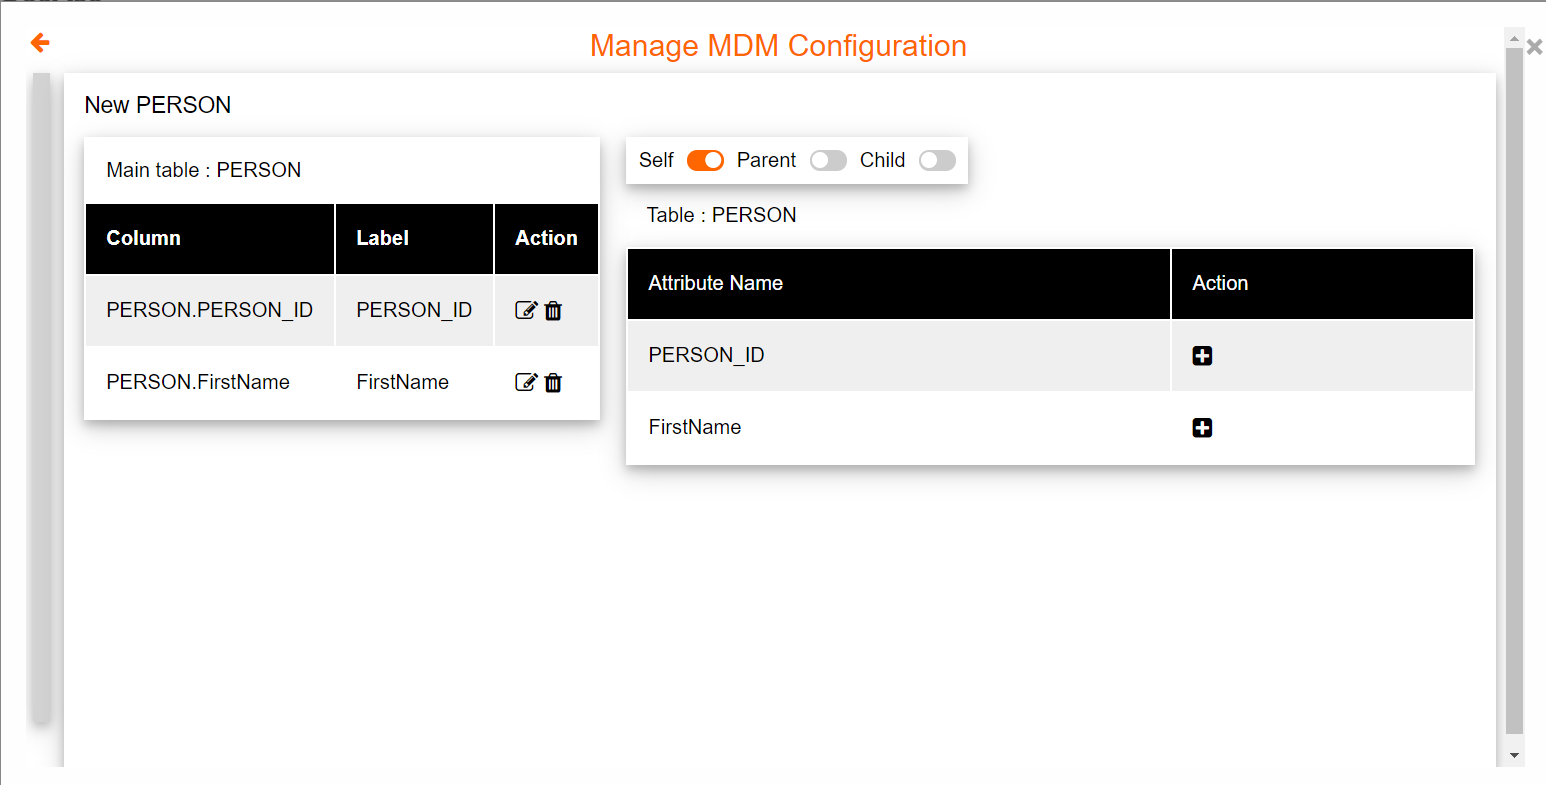 Manage MDM Configuration
New PERSON
Main table : PERSON
Column Label Action
PERSON.PERSON_ID PERSON_ID
PERSON.FirstName FirstName
Self Parent Child
Table : PERSON
Attribute Name Action
PERSON_ID
FirstName